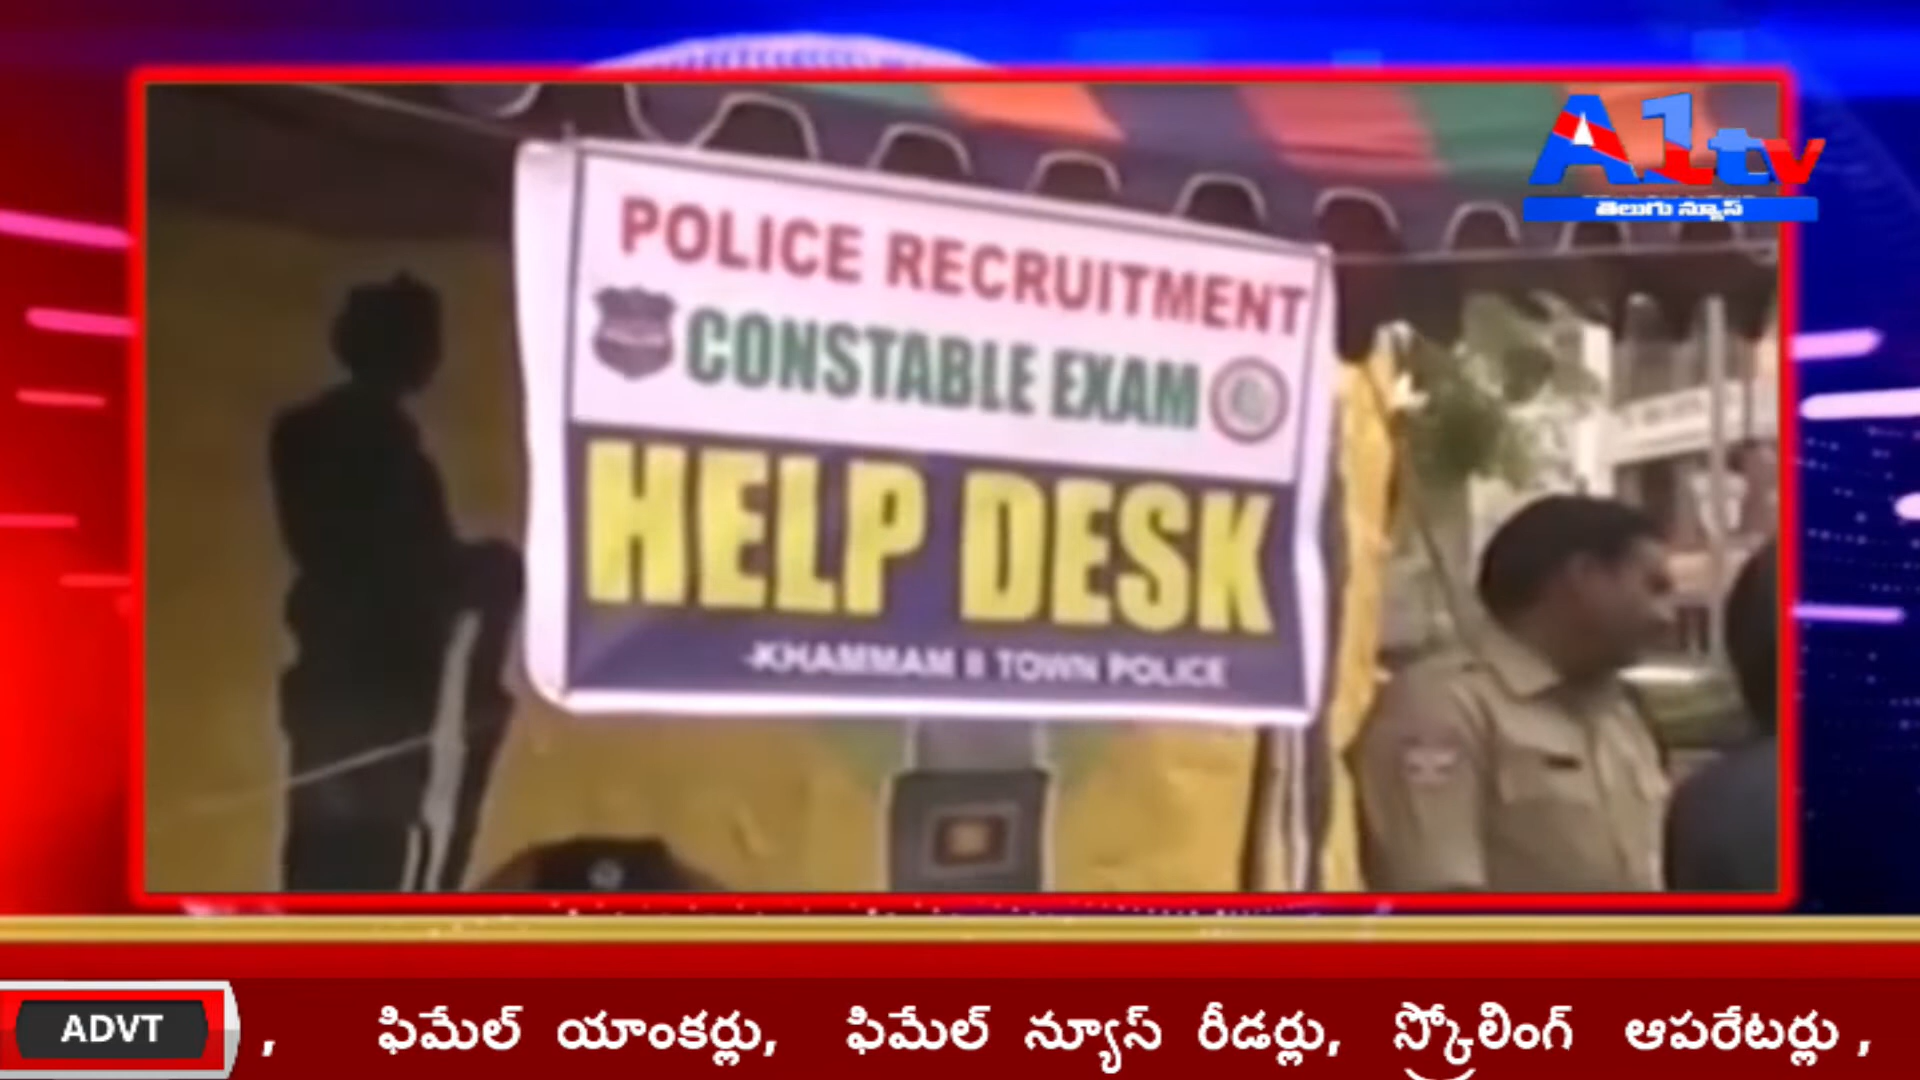 A1tv
తెలుగు న్యూస్
POLICE RECRUITMENT
CONSTABLE EXAM
HELP DESK
-KHAMMAM II TOWN POLICE
ADVT , ఫిమేల్ యాంకర్లు, ఫిమేల్ న్యూస్ రీడర్లు, స్క్రోలింగ్ ఆపరేటర్లు ,